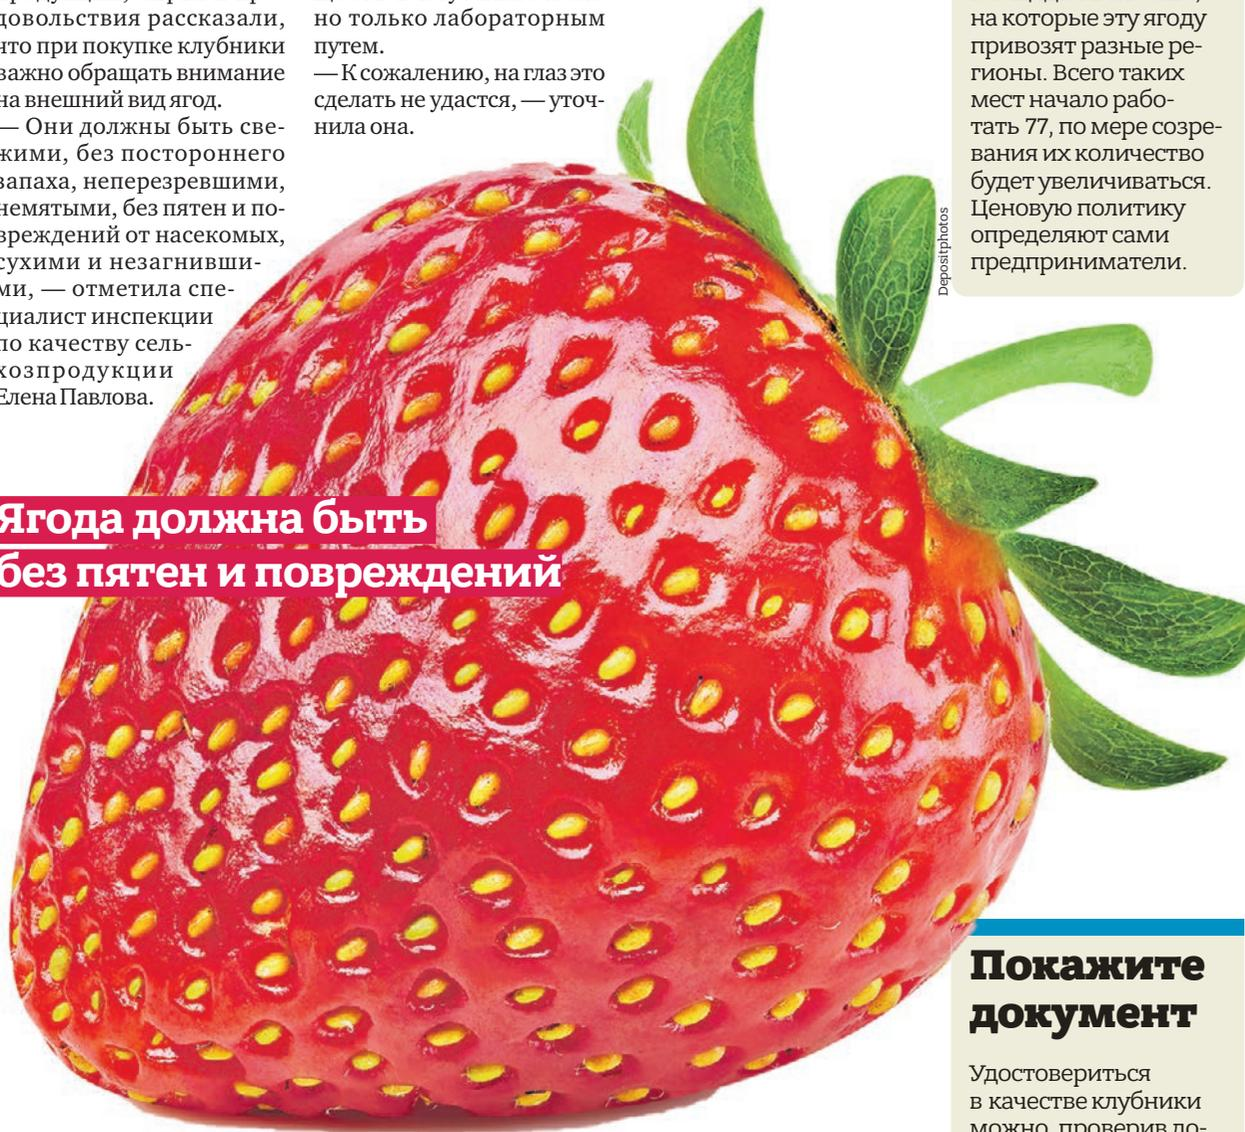 довольствия рассказали,
что при покупке клубники
важно обращать внимание
на внешний вид ягод.
— Они должны быть све-
жими, без постороннего
запаха, неперезревшими,
немятыми, без пятен и по-
вреждений от насекомых,
сухими и незагнивши-
ми, — отметила спе-
циалист инспекции
по качеству сель-
хозпродукции
Елена Павлова.
но только лабораторным
путем.
— К сожалению, на глаз это
сделать не удастся, — уточ-
нила она.
на которые эту ягоду
привозят разные ре-
гионы. Всего таких
мест начало рабо-
тать 77, по мере созре-
вания их количество
будет увеличиваться.
Ценовую политику
определяют сами
предприниматели.
Depositphotos
Ягода должна быть
без пятен и повреждений
Покажите
документ
Удостовериться
в качестве клубники
можно, проверив до-